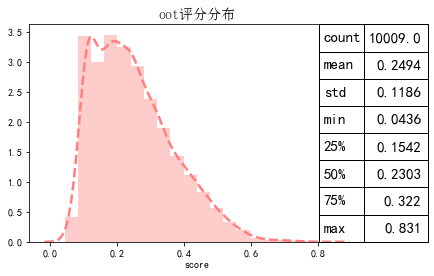 oot评分分布
3.5
3.0
2.5
2.0
1.5
1.0
0.5
0.0
0.0 0.2 0.4 0.6 0.8
score
count 10009.0
mean 0.2494
std 0.1186
min 0.0436
25% 0.1542
50% 0.2303
75% 0.322
max 0.831